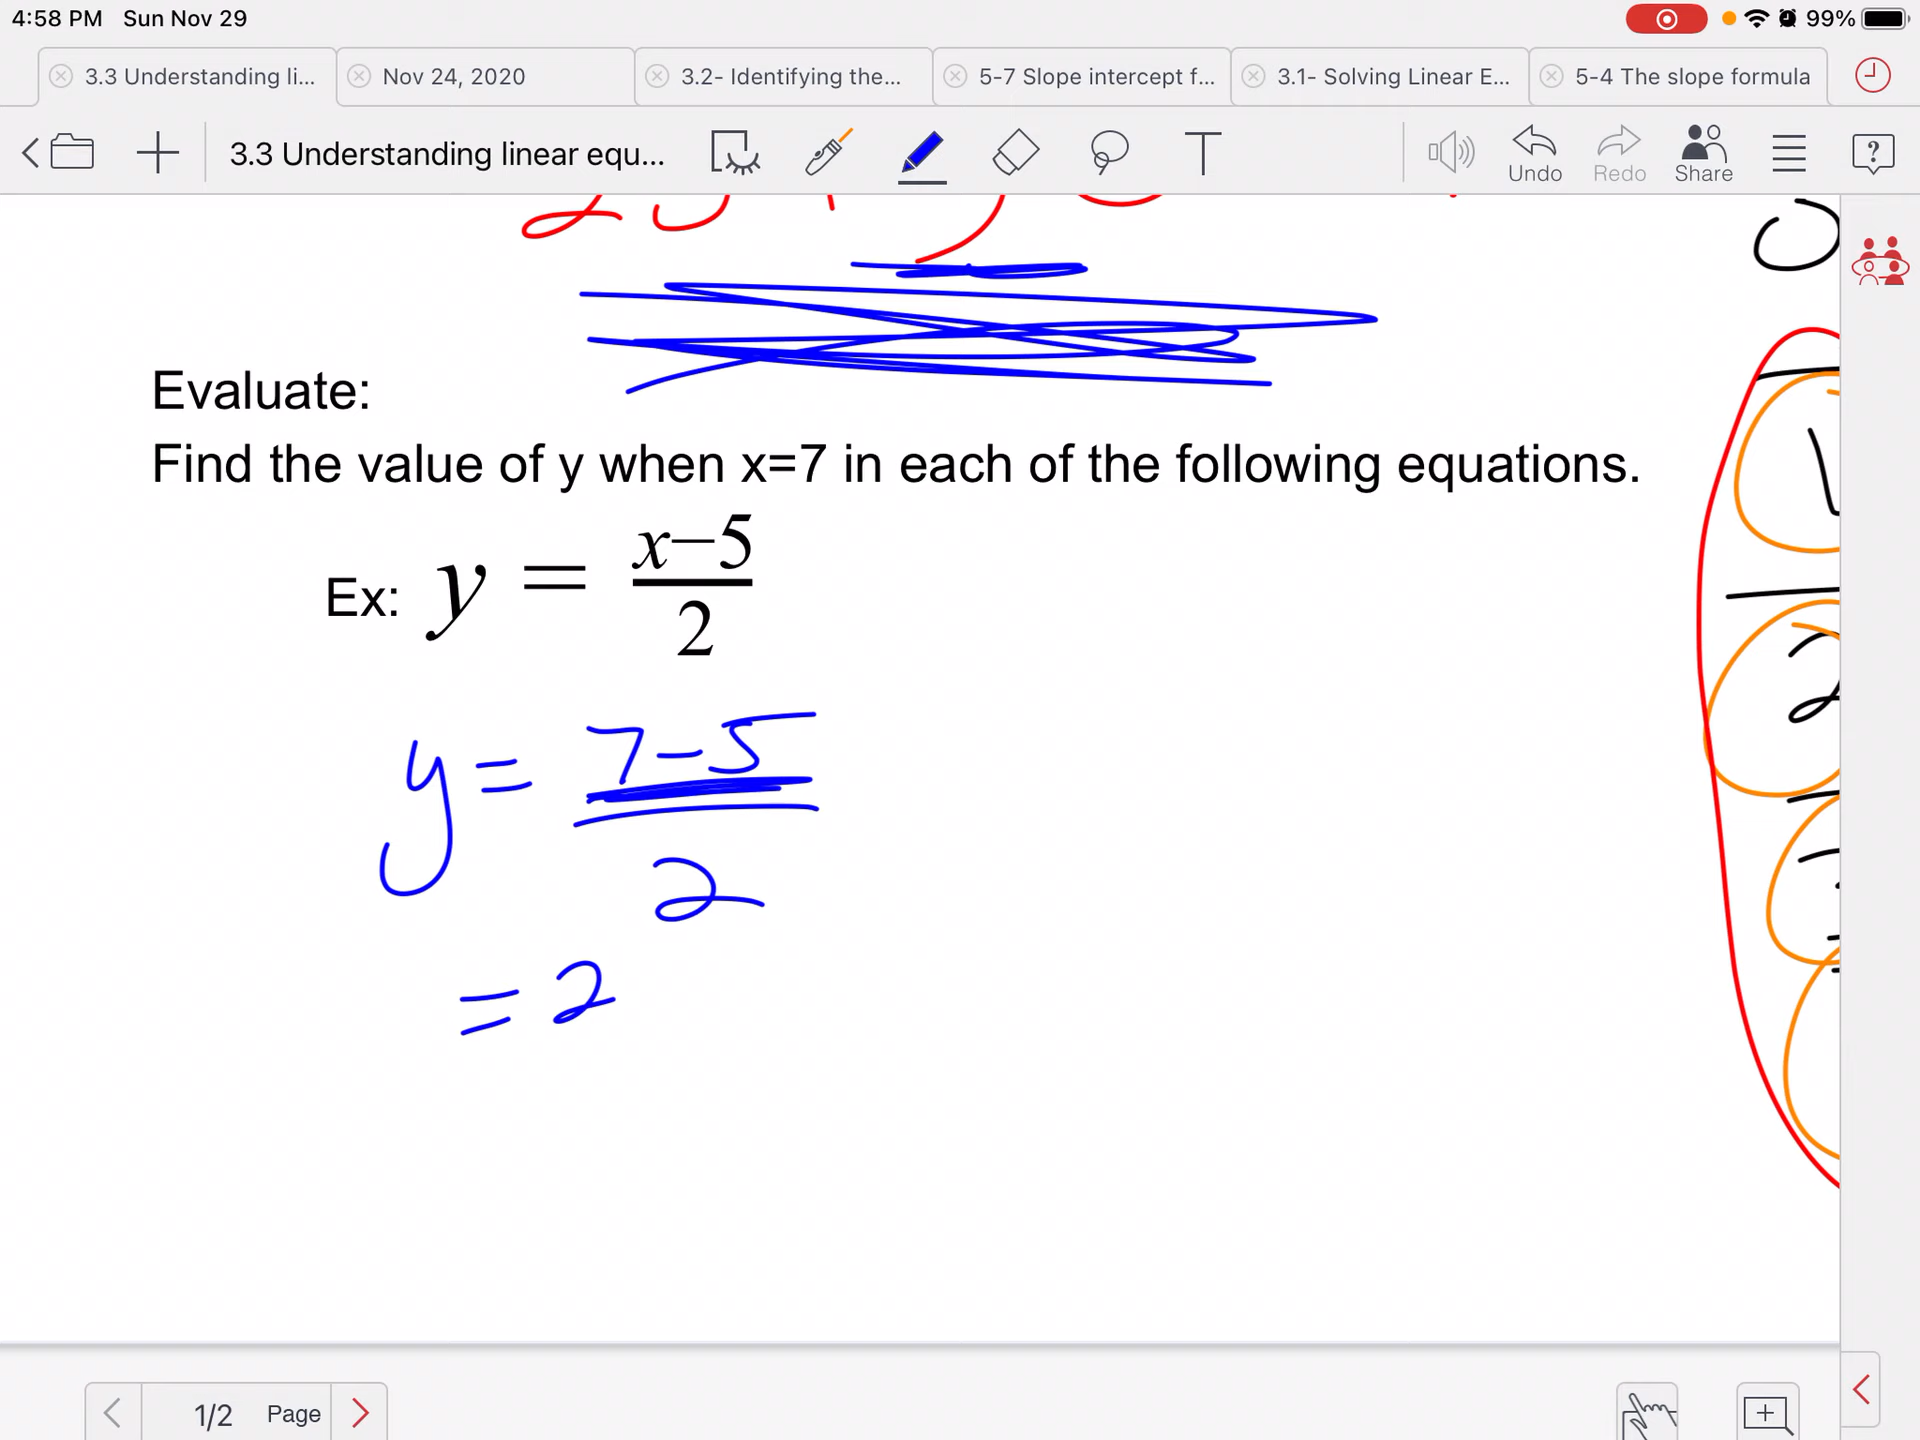 4:58 PM Sun Nov 29
99%
3.3 Understanding li...
Nov 24, 2020
3.2- Identifying the...
5-7 Slope intercept f...
3.1- Solving Linear E...
5-4 The slope formula
3.3 Understanding linear equ...
T
Undo
Redo
Share
?
Evaluate:
Find the value of y when x=7 in each of the following equations.
Ex: y = x−5
2
y = 7-5
2
= 2
2
1/2 Page